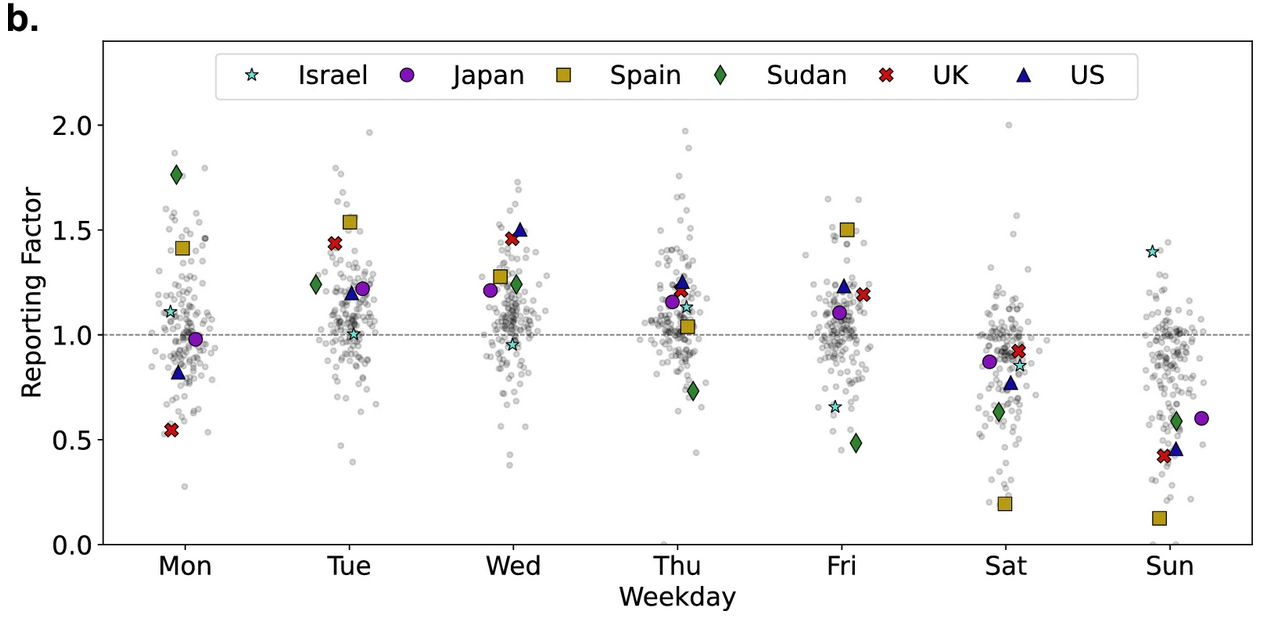 b.
Israel Japan Spain Sudan UK US
Reporting Factor
2.0
1.5
1.0
0.5
0.0
Mon Tue Wed Thu Fri Sat Sun
Weekday